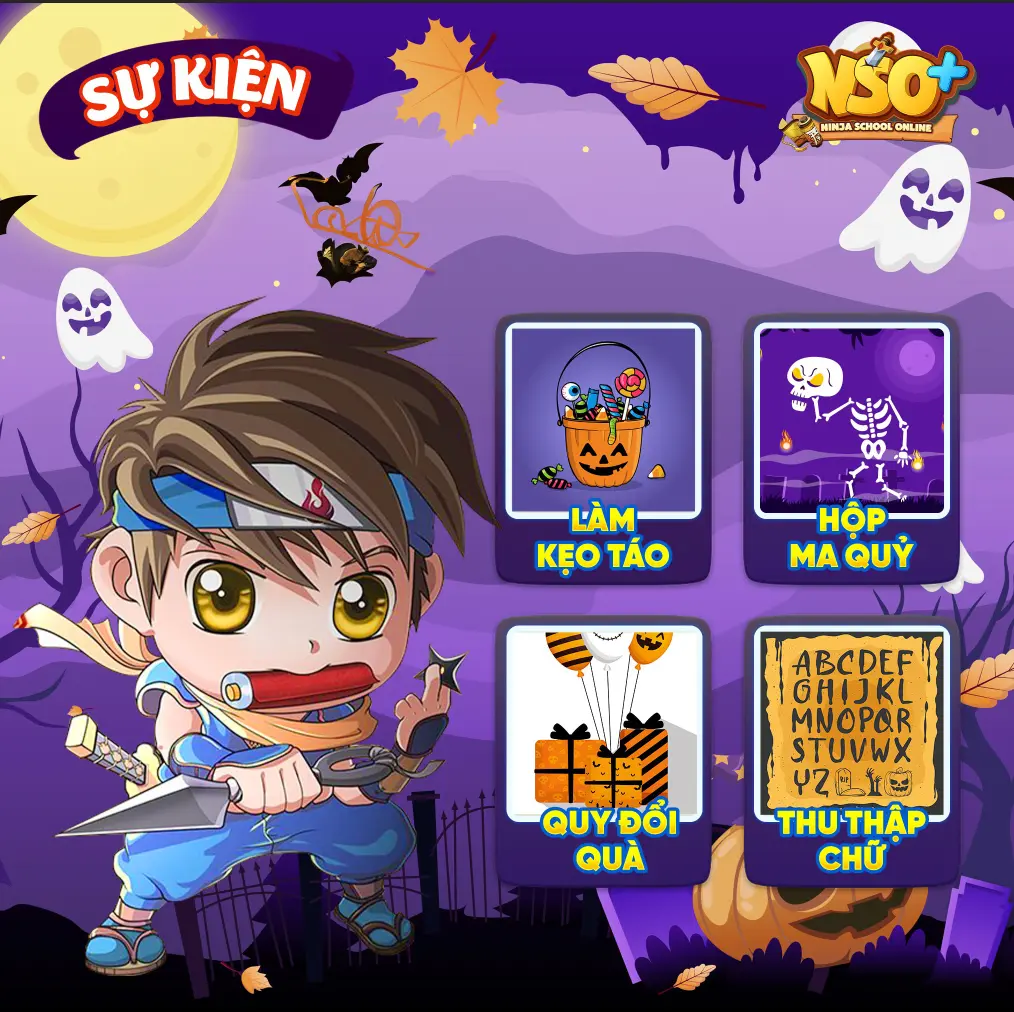 SỰ KIỆN
NSO+
NINJA SCHOOL ONLINE
LÀM
KẸO TÁO
HỘP
MA QUỶ
QUY ĐỔI
QUÀ
ABCDEF
GHIJKL
MNOPQR
STUVWX
YZ
RIP
THU THẬP
CHỮ